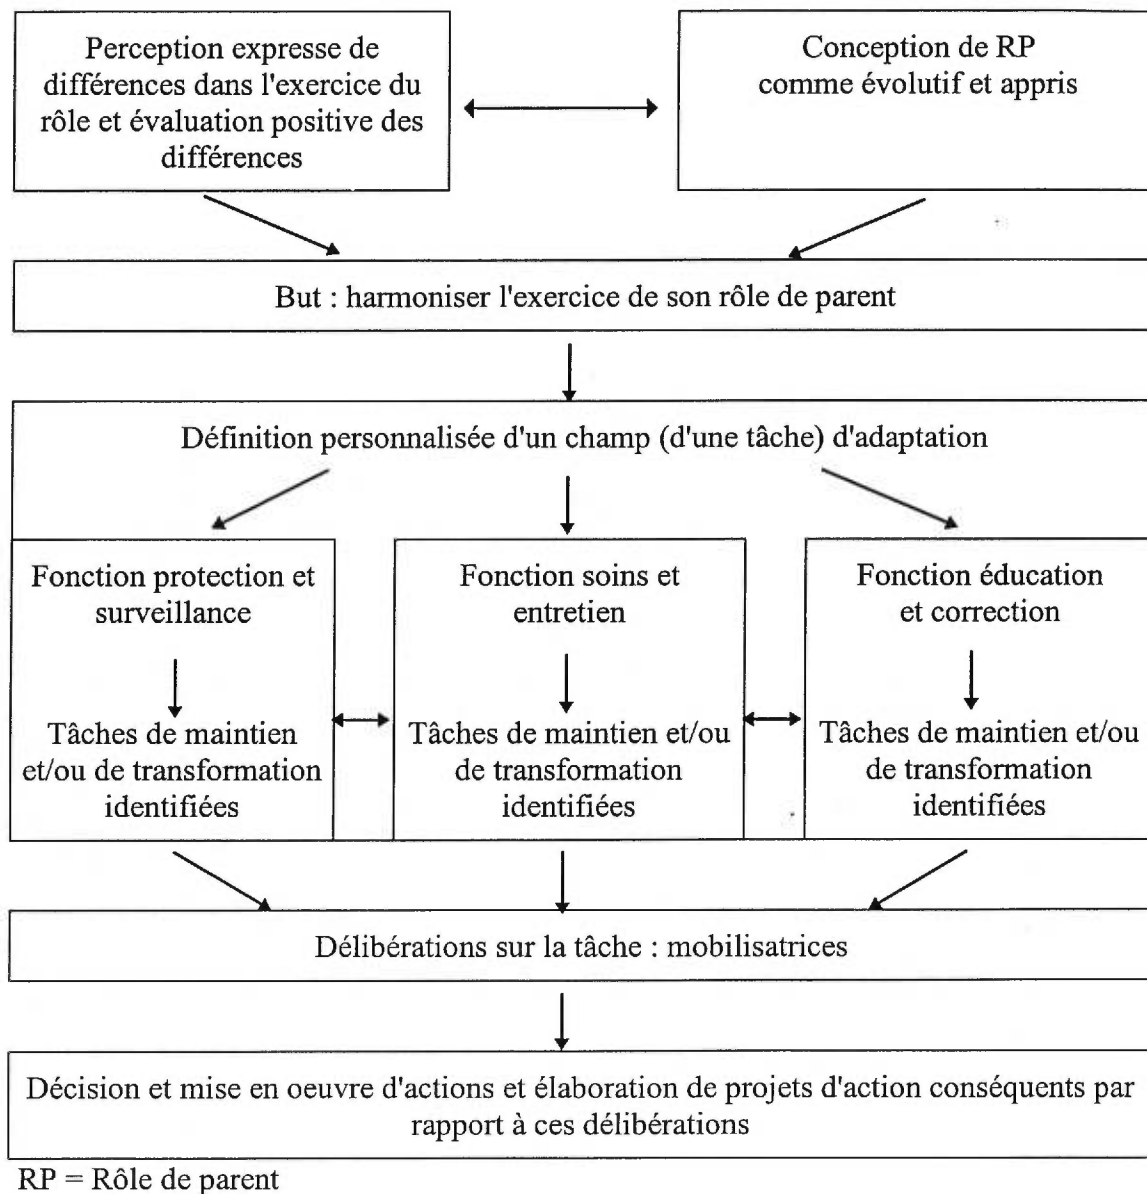 Perception expresse de
différences dans l'exercice du
rôle et évaluation positive des
différences
Conception de RP
comme évolutif et appris
But : harmoniser l'exercice de son rôle de parent
Définition personnalisée d'un champ (d'une tâche) d'adaptation
Fonction protection et
surveillance
Tâches de maintien
et/ou de transformation
identifiées
Fonction soins et
entretien
Tâches de maintien et/ou
de transformation
identifiées
Fonction éducation
et correction
Tâches de maintien et/ou
de transformation
identifiées
Délibérations sur la tâche : mobilisatrices
Décision et mise en oeuvre d'actions et élaboration de projets d'action conséquents par
rapport à ces délibérations
RP = Rôle de parent